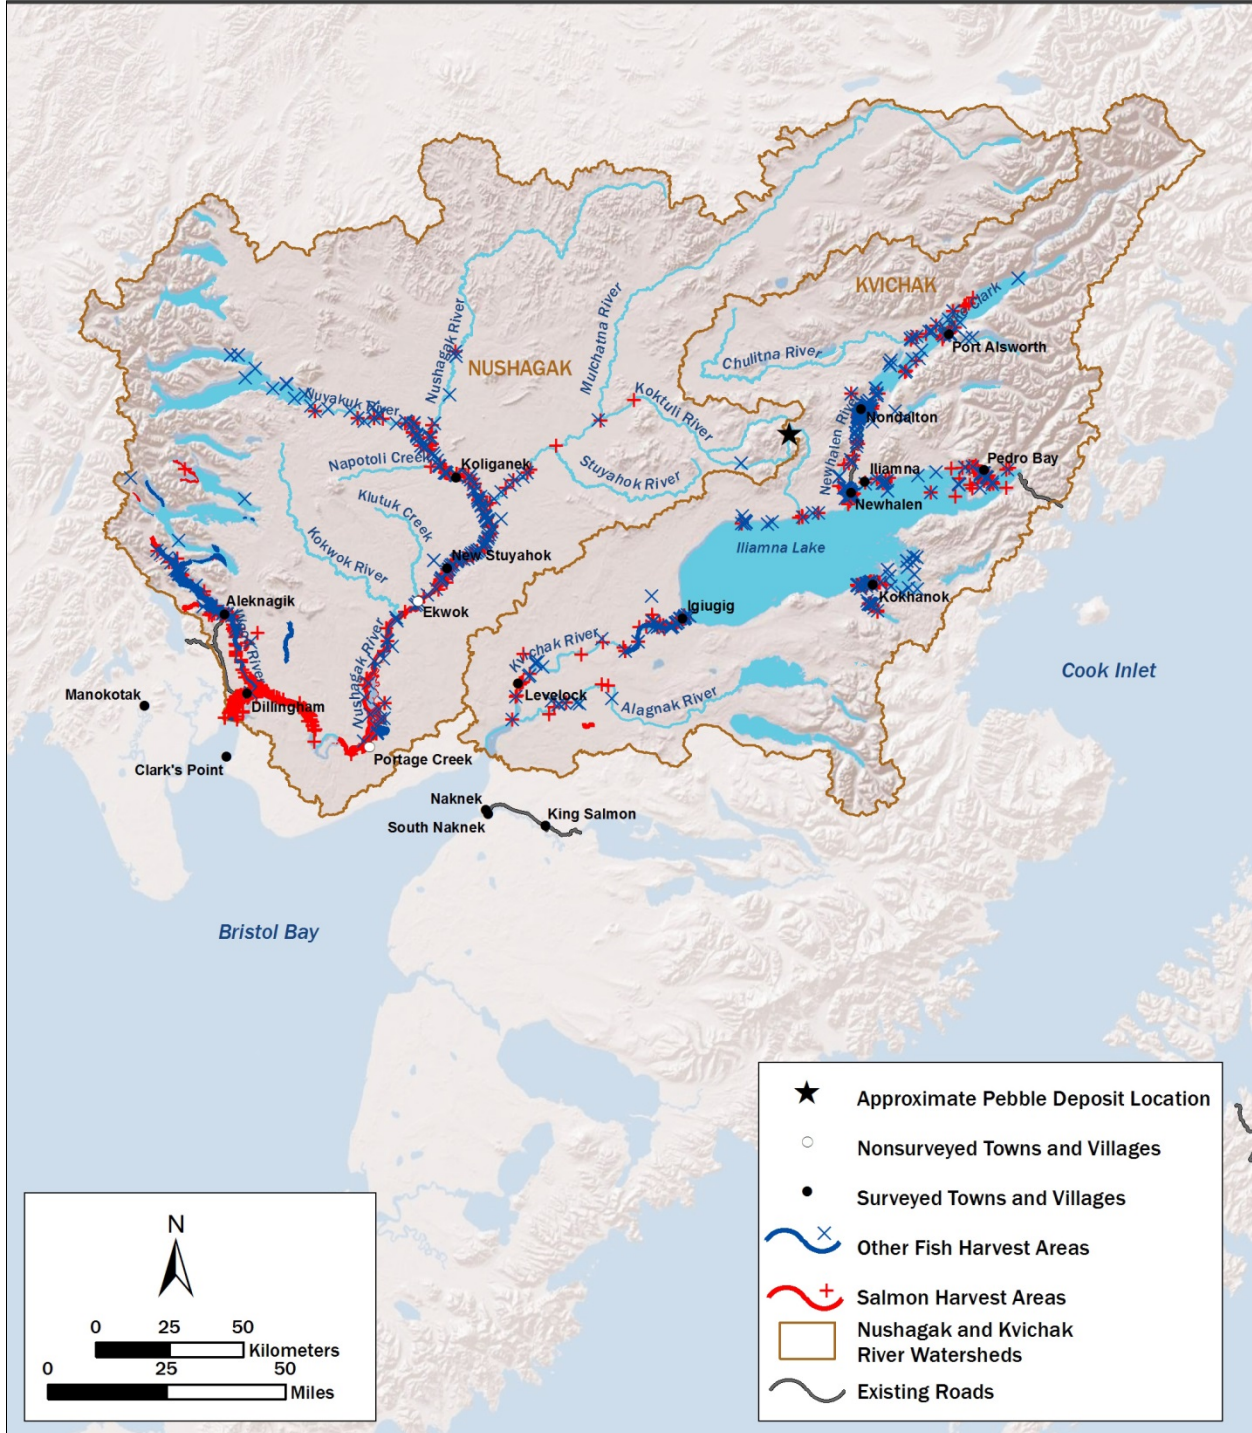 KVICHAK
Lake Clark
Port Alsworth
Chulitna River
Nushagak River
Mulchatna River
NUSHAGAK
Koktuli River
Nuyakuk River
Nondalton
Newhalen River
Napotoli Creek
Koliganek
Stuyahok River
Iliamna
Pedro Bay
Newhalen
Klutuk Creek
Kokwok River
New Stuyahok
Iliamna Lake
Kokhanok
Ekwok
Aleknagik
Igiugig
Wood River
Kvichak River
Nushagak River
Levelock
Alagnak River
Cook Inlet
Manokotak
Dillingham
Portage Creek
Clark's Point
Naknek
South Naknek
King Salmon
Bristol Bay
Approximate Pebble Deposit Location
Nonsurveyed Towns and Villages
Surveyed Towns and Villages
Other Fish Harvest Areas
Salmon Harvest Areas
Nushagak and Kvichak
River Watersheds
Existing Roads
N
0 25 50
Kilometers
0 25 50
Miles